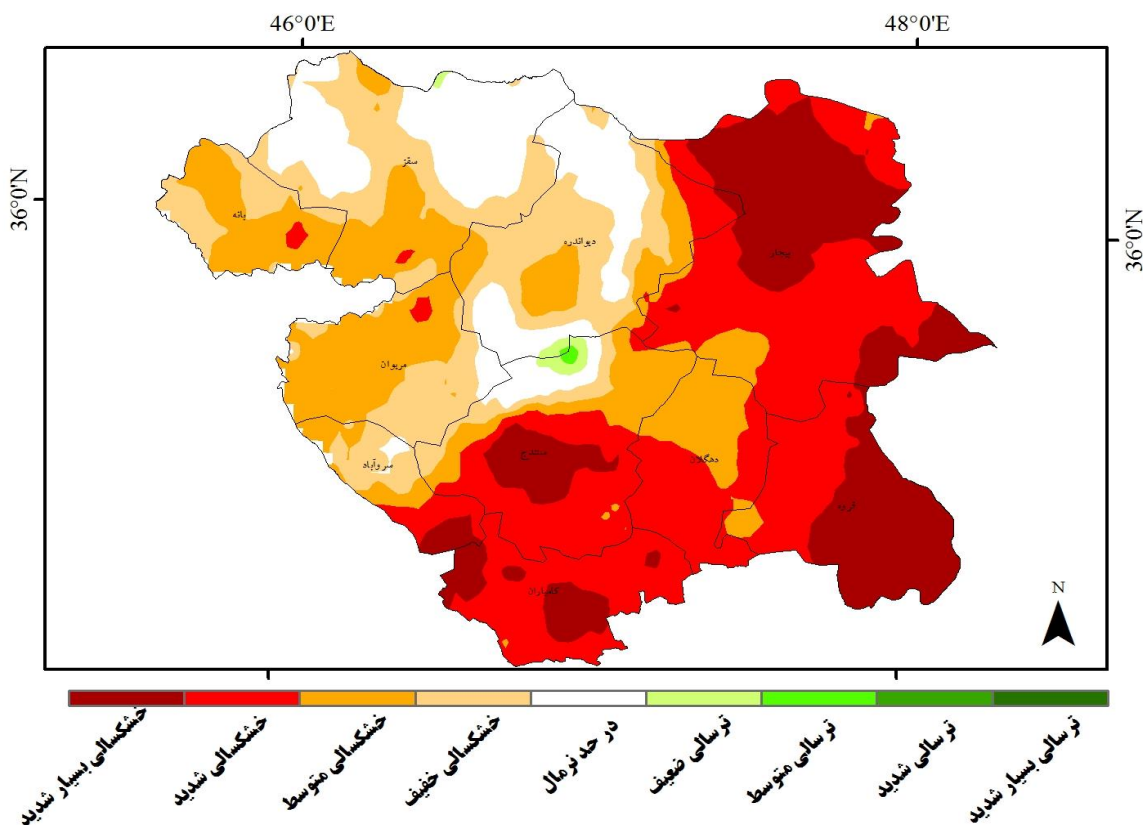 46°0'E
48°0'E
36°0'N
36°0'N
سقز
بانه
دیواندره
بیجار
مریوان
سروآباد
سنندج
دهگلان
قروه
کامیاران
N
خشکسالی بسیار شدید
خشکسالی شدید
خشکسالی متوسط
خشکسالی خفیف
در حد نرمال
ترسالی ضعیف
ترسالی متوسط
ترسالی شدید
ترسالی بسیار شدید